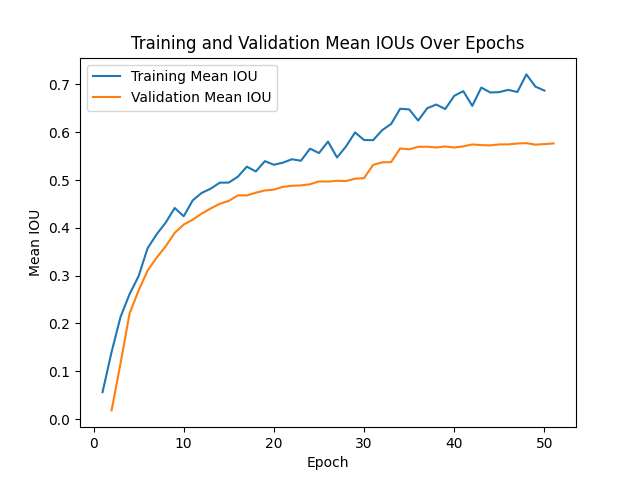 Training and Validation Mean IOUs Over Epochs
Training Mean IOU
Validation Mean IOU
Mean IOU
0.7
0.6
0.5
0.4
0.3
0.2
0.1
0.0
0 10 20 30 40 50
Epoch